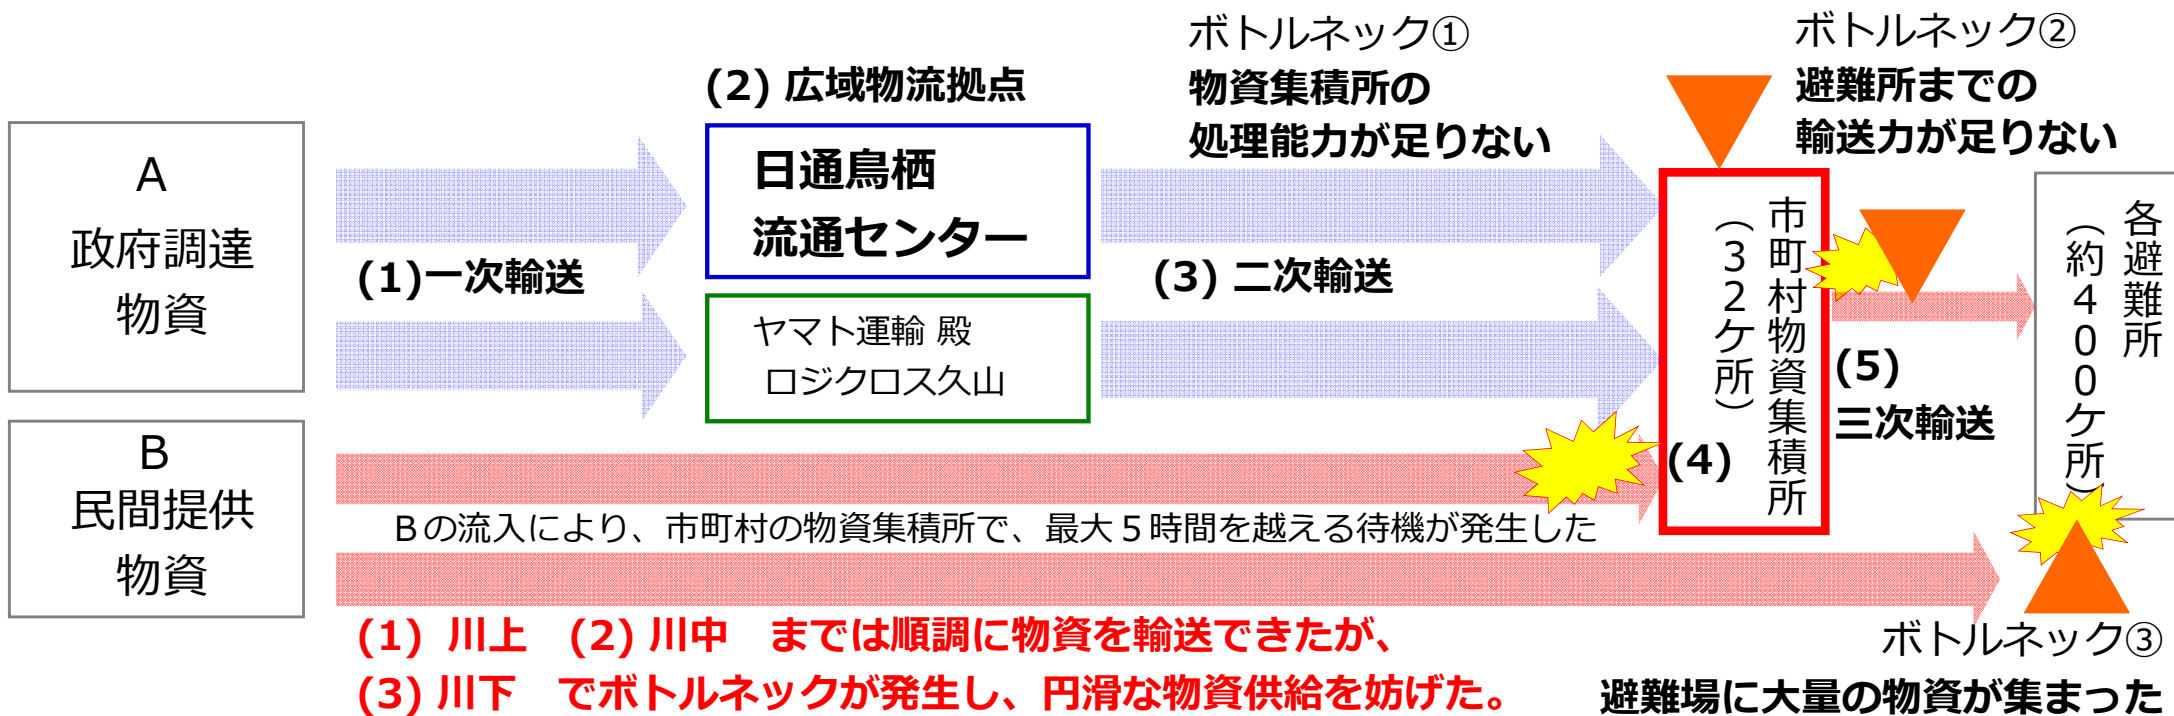 ボトルネック①
物資集積所の
処理能力が足りない
ボトルネック②
避難所までの
輸送力が足りない
(2) 広域物流拠点
A
政府調達
物資
(1)一次輸送
日通鳥栖
流通センター
ヤマト運輸 殿
ロジクロス久山
(3) 二次輸送
市町村物資集積所
（３２ケ所）
(4)
(5)
三次輸送
各避難所
（約４００ケ所）
B
民間提供
物資
Bの流入により、市町村の物資集積所で、最大５時間を越える待機が発生した
(1) 川上　(2) 川中　までは順調に物資を輸送できたが、
(3) 川下　でボトルネックが発生し、円滑な物資供給を妨げた。
ボトルネック③
避難場に大量の物資が集まった